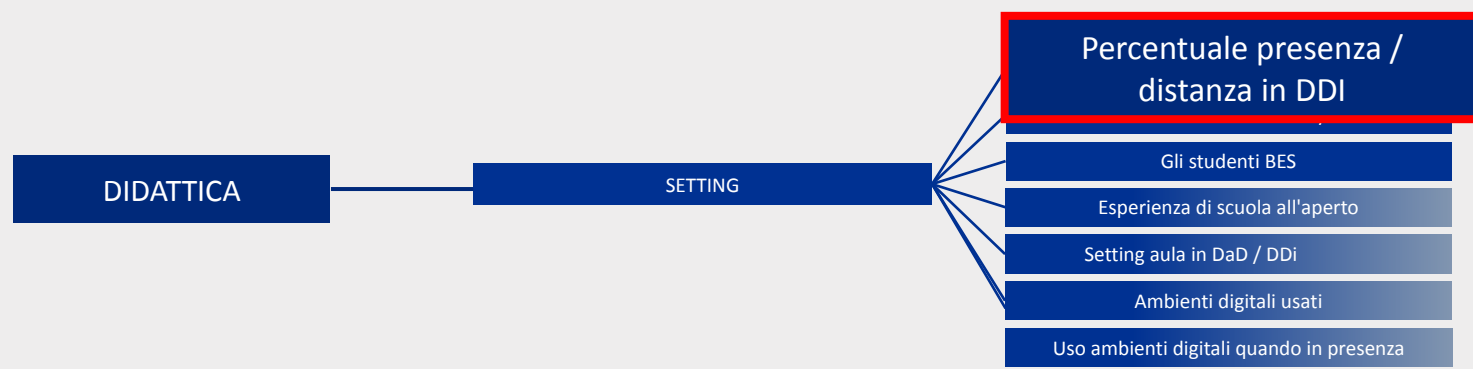 Percentuale presenza /
distanza in DDI
Gli studenti BES
DIDATTICA
SETTING
Esperienza di scuola all'aperto
Setting aula in DaD / DDi
Ambienti digitali usati
Uso ambienti digitali quando in presenza